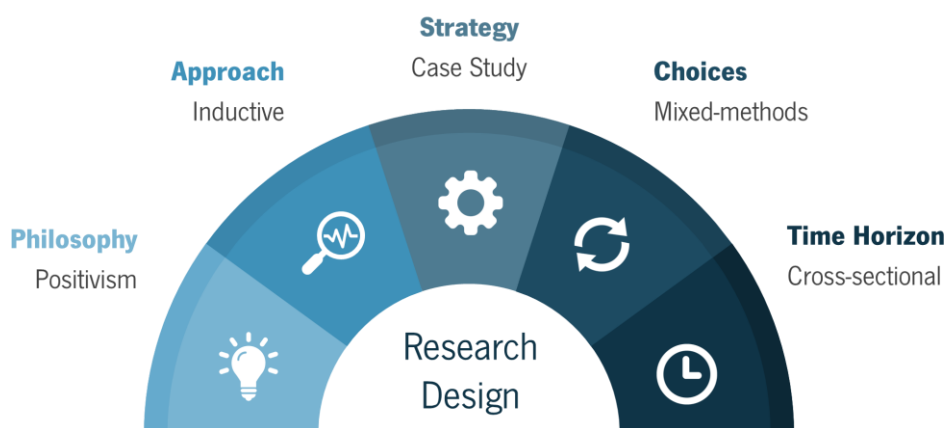 Strategy
Case Study
Approach
Inductive
Choices
Mixed-methods
Philosophy
Positivism
Time Horizon
Cross-sectional
Research
Design